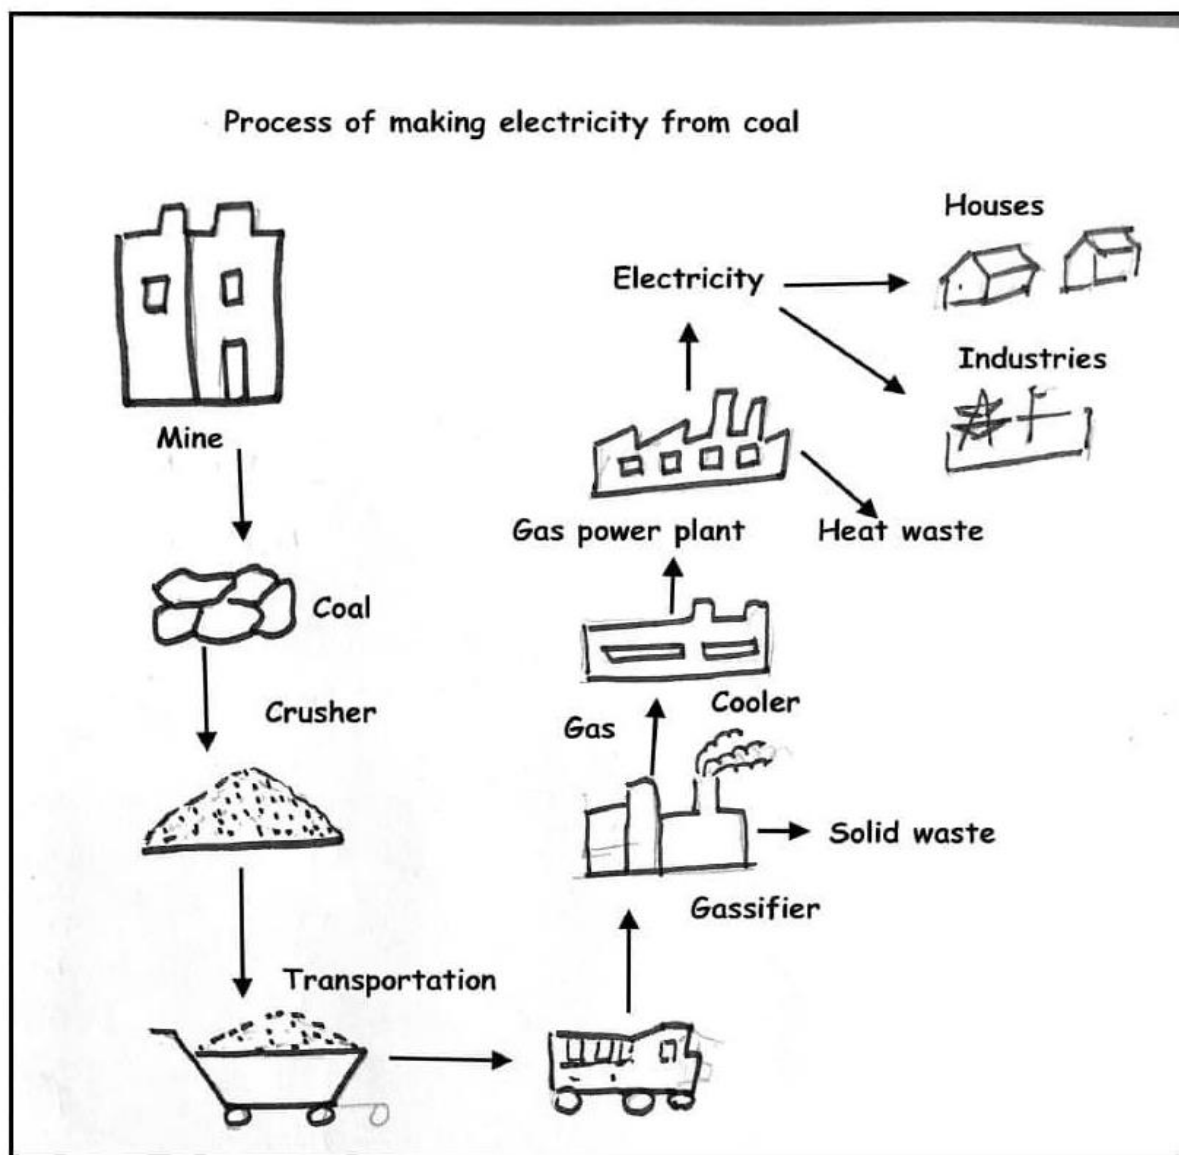 Process of making electricity from coal
Mine
Coal
Crusher
Transportation
Gassifier
Solid waste
Gas
Cooler
Gas power plant
Heat waste
Electricity
Houses
Industries